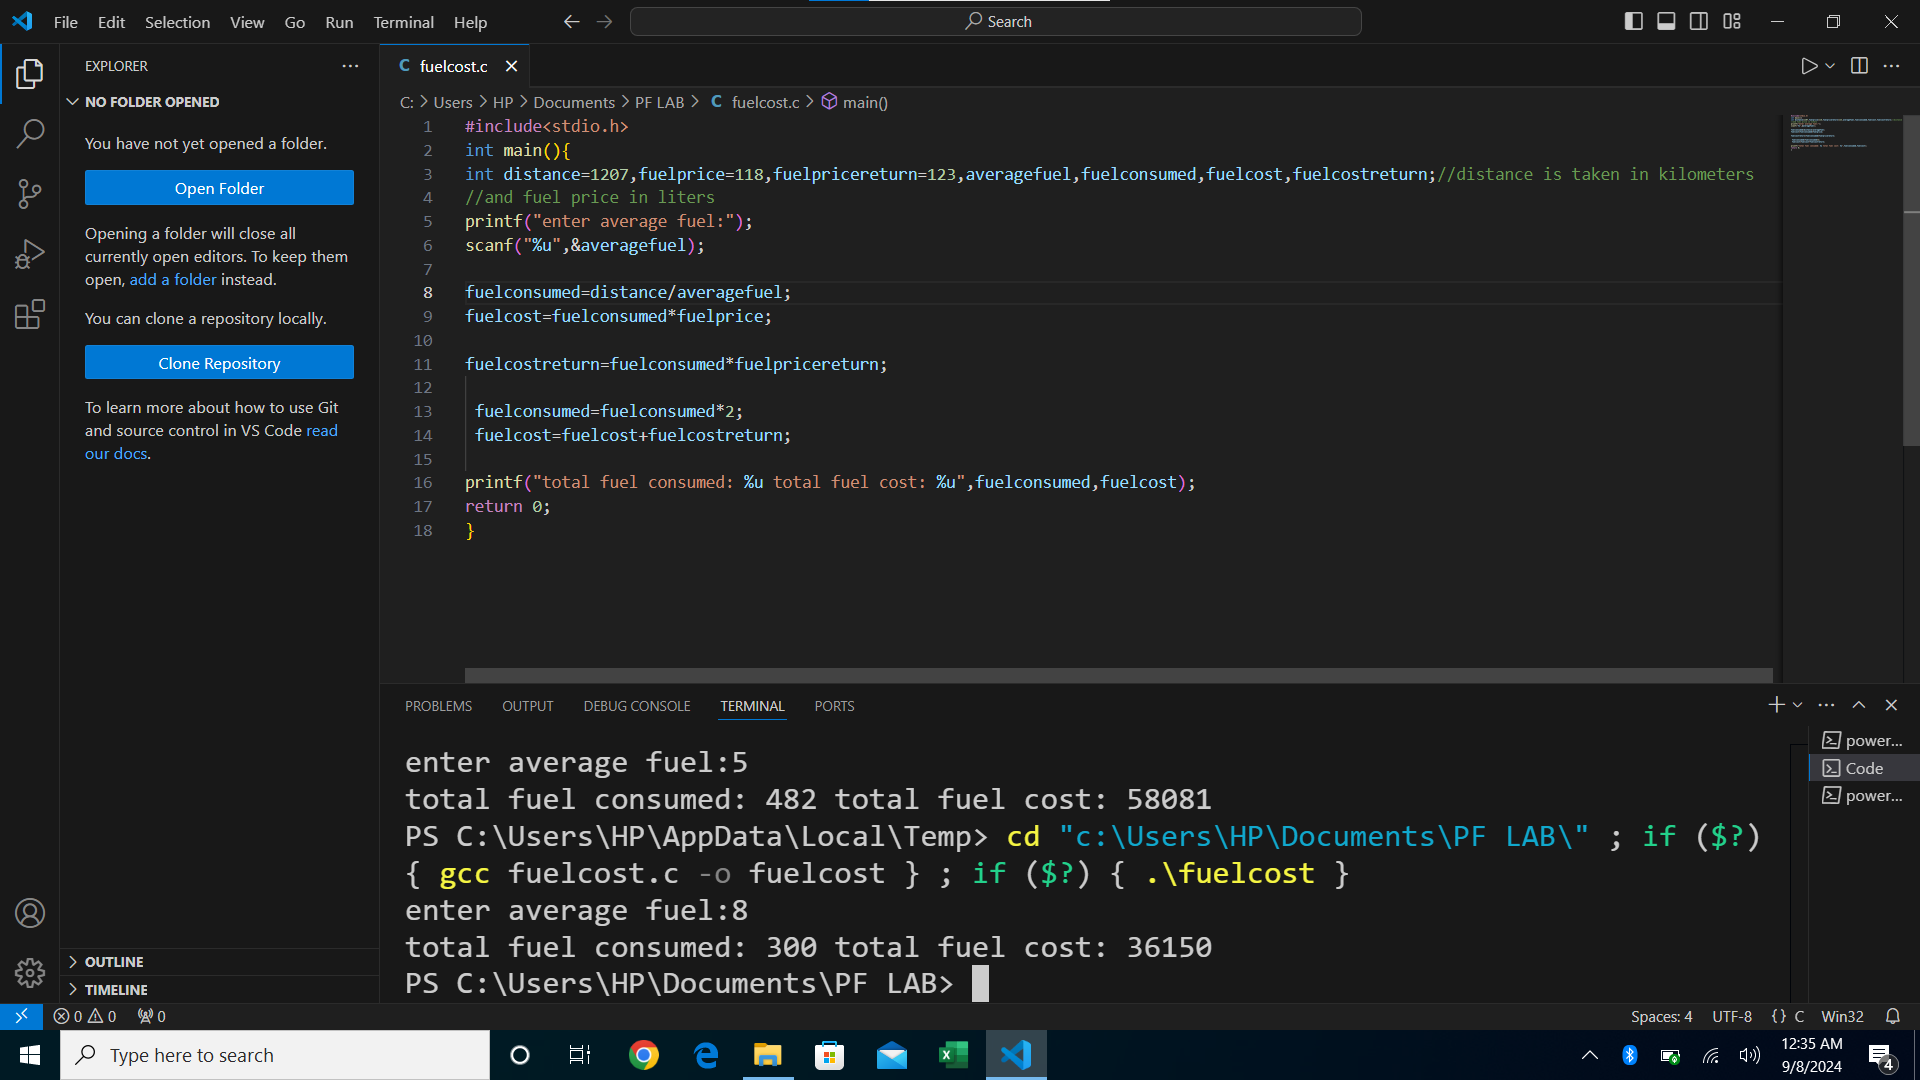 File Edit Selection View Go Run Terminal Help
Search
EXPLORER
NO FOLDER OPENED
You have not yet opened a folder.
Open Folder
Opening a folder will close all
currently open editors. To keep them
open, add a folder instead.
You can clone a repository locally.
Clone Repository
To learn more about how to use Git
and source control in VS Code read
our docs.
OUTLINE
TIMELINE
C fuelcost.c
C: > Users > HP > Documents > PF LAB > C fuelcost.c > main()
1 #include<stdio.h>
2 int main(){
3 int distance=1207,fuelprice=118,fuelpricereturn=123,averagefuel,fuelconsumed,fuelcost,fuelcostreturn;//distance is taken in kilometers
4 //and fuel price in liters
5 printf("enter average fuel:");
6 scanf("%u",&averagefuel);
7
8 fuelconsumed=distance/averagefuel;
9 fuelcost=fuelconsumed*fuelprice;
10
11 fuelcostreturn=fuelconsumed*fuelpricereturn;
12
13 fuelconsumed=fuelconsumed*2;
14 fuelcost=fuelcost+fuelcostreturn;
15
16 printf("total fuel consumed: %u total fuel cost: %u",fuelconsumed,fuelcost);
17 return 0;
18 }
PROBLEMS OUTPUT DEBUG CONSOLE TERMINAL PORTS
enter average fuel:5
total fuel consumed: 482 total fuel cost: 58081
PS C:\Users\HP\AppData\Local\Temp> cd "c:\Users\HP\Documents\PF LAB\" ; if ($?)
{ gcc fuelcost.c -o fuelcost } ; if ($?) { .\fuelcost }
enter average fuel:8
total fuel consumed: 300 total fuel cost: 36150
PS C:\Users\HP\Documents\PF LAB>
power...
Code
power...
0 0 0
Spaces: 4 UTF-8 {} C Win32
Type here to search
12:35 AM
9/8/2024
4